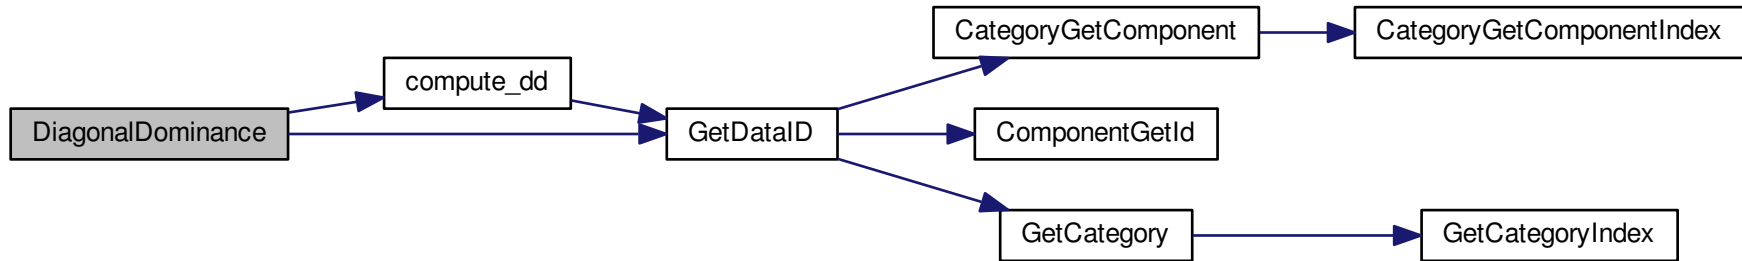 DiagonalDominance
compute_dd
GetDataID
CategoryGetComponent
CategoryGetComponentIndex
ComponentGetId
GetCategory
GetCategoryIndex